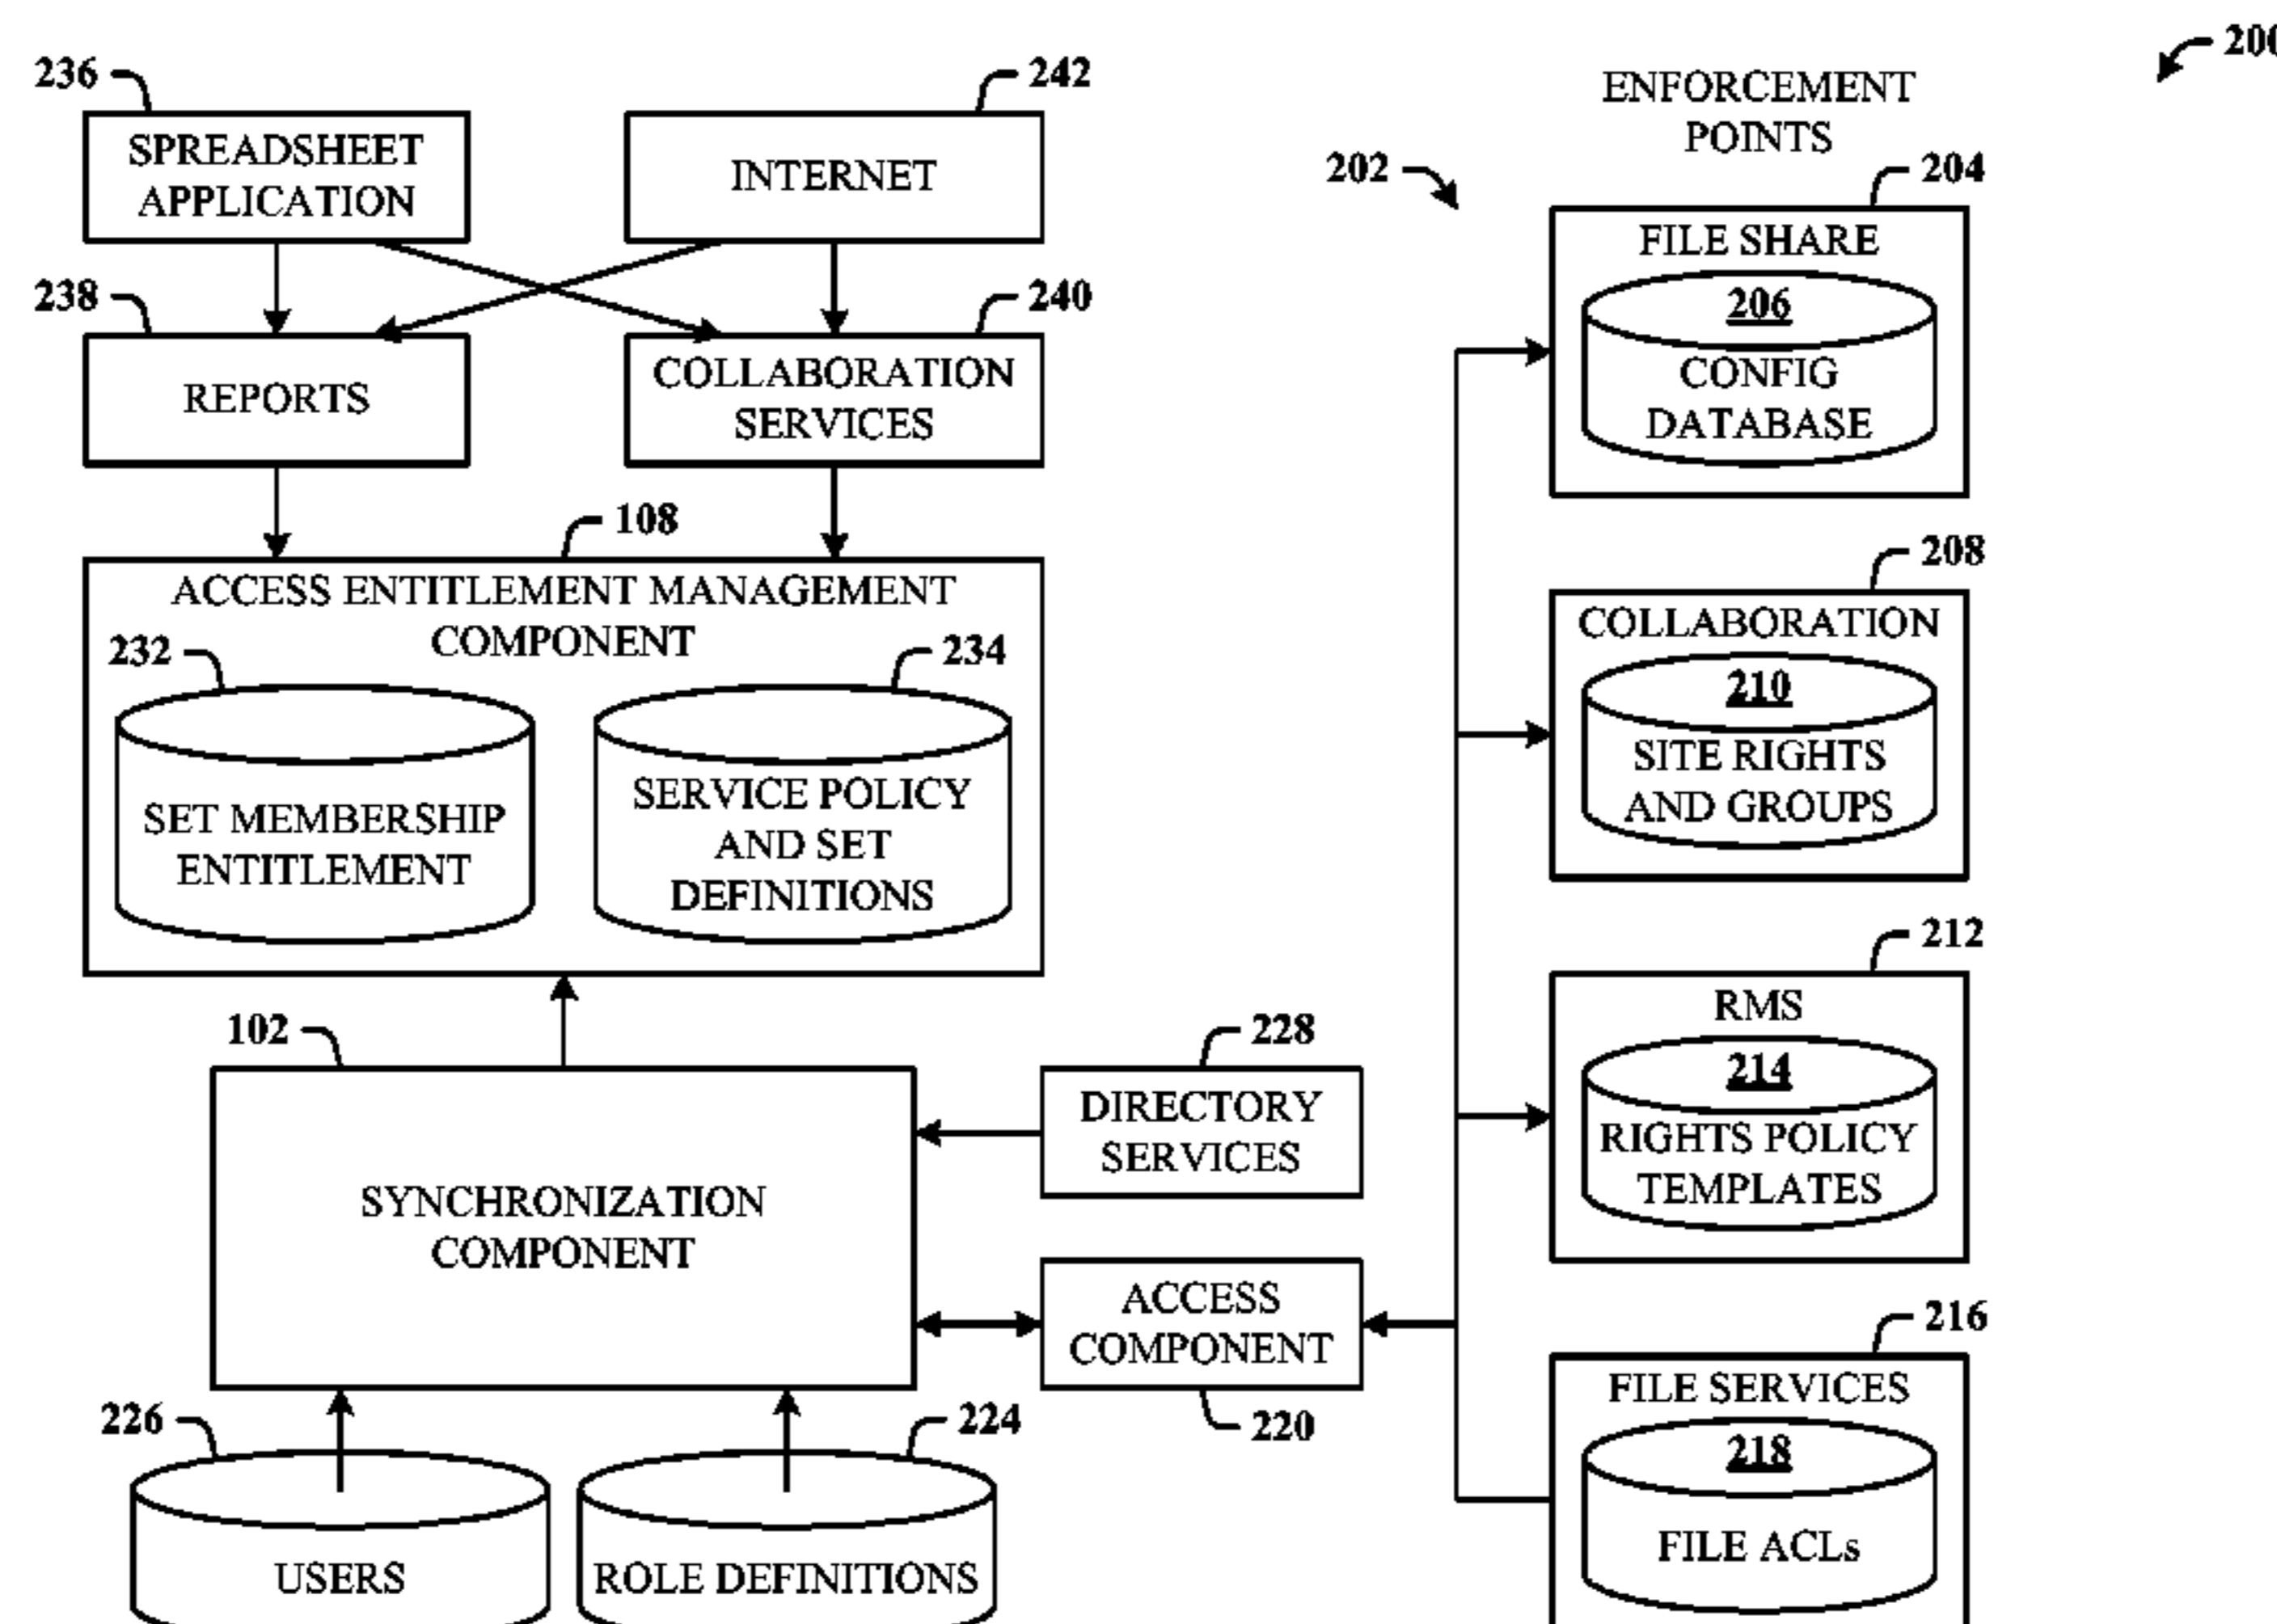 200
236
242
ENFORCEMENT
POINTS
SPREADSHEET
APPLICATION
INTERNET
202
204
FILE SHARE
206
CONFIG
DATABASE
238
240
REPORTS
COLLABORATION
SERVICES
108
ACCESS ENTITLEMENT MANAGEMENT
COMPONENT
232
234
SET MEMBERSHIP
ENTITLEMENT
SERVICE POLICY
AND SET
DEFINITIONS
208
COLLABORATION
210
SITE RIGHTS
AND GROUPS
212
RMS
214
RIGHTS POLICY
TEMPLATES
102
228
SYNCHRONIZATION
COMPONENT
DIRECTORY
SERVICES
ACCESS
COMPONENT
220
216
FILE SERVICES
218
FILE ACLs
226
224
USERS
ROLE DEFINITIONS